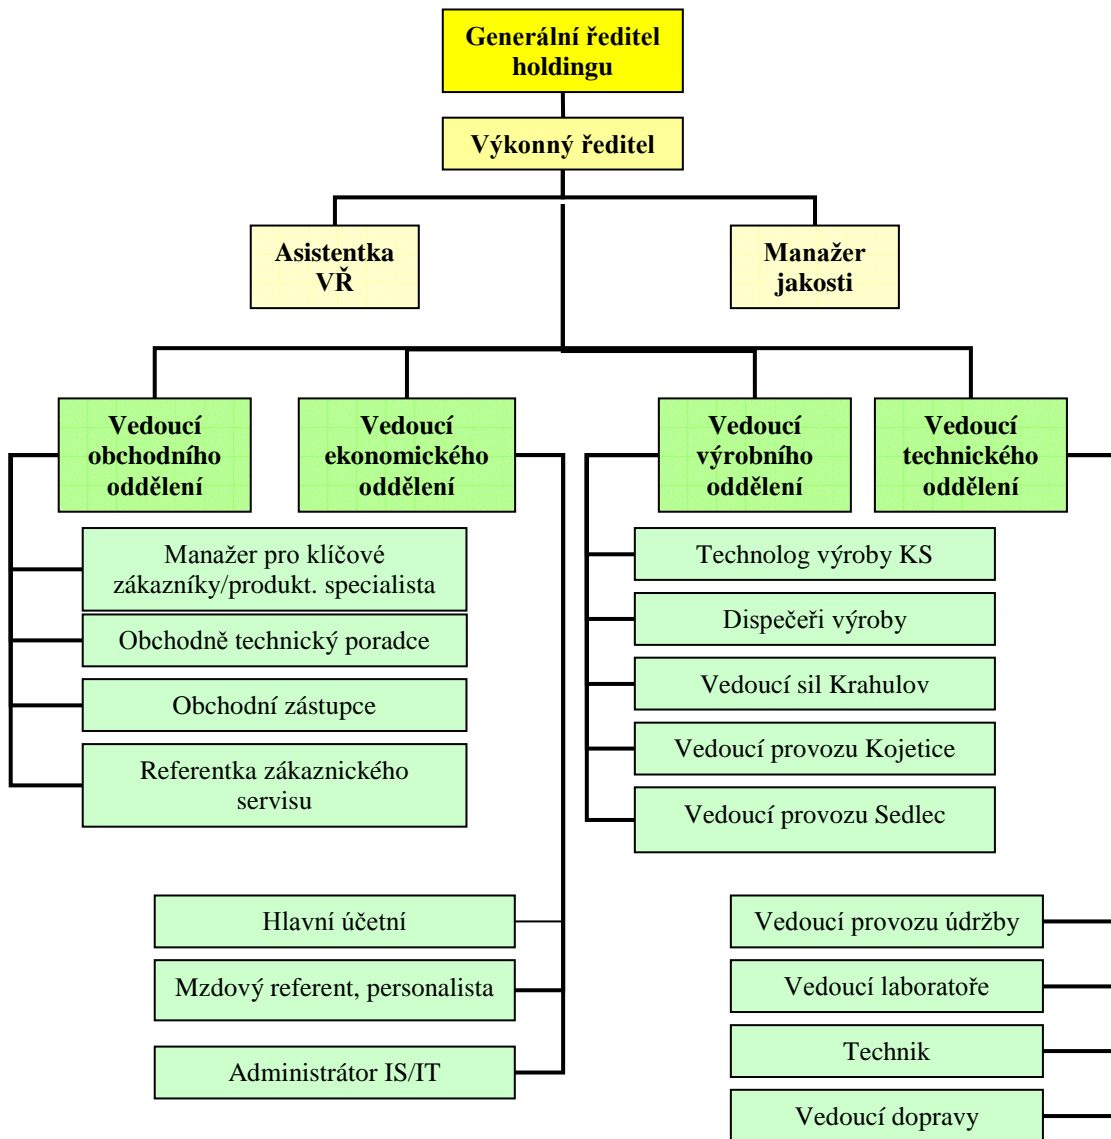 Generální ředitel
holdingu
Výkonný ředitel
Asistentka
VŘ
Manažer
jakosti
Vedoucí
obchodního
oddělení
Vedoucí
ekonomického
oddělení
Vedoucí
výrobního
oddělení
Vedoucí
technického
oddělení
Manažer pro klíčové
zákazníky/produkt. specialista
Obchodně technický poradce
Obchodní zástupce
Referentka zákaznického
servisu
Technolog výroby KS
Dispečeři výroby
Vedoucí sil Krahulov
Vedoucí provozu Kojetice
Vedoucí provozu Sedlec
Hlavní účetní
Mzdový referent, personalista
Administrátor IS/IT
Vedoucí provozu údržby
Vedoucí laboratoře
Technik
Vedoucí dopravy